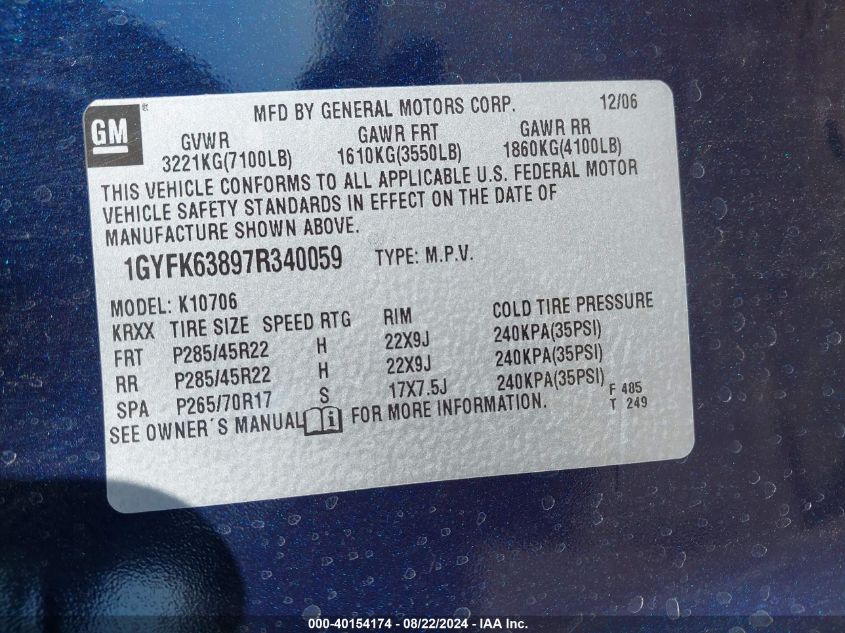 MFD BY GENERAL MOTORS CORP. 12/06
GM ®
GVWR GAWR FRT GAWR RR
3221KG(7100LB) 1610KG(3550LB) 1860KG(4100LB)
THIS VEHICLE CONFORMS TO ALL APPLICABLE U.S. FEDERAL MOTOR
VEHICLE SAFETY STANDARDS IN EFFECT ON THE DATE OF
MANUFACTURE SHOWN ABOVE.
1GYFK63897R340059 TYPE: M.P.V.
MODEL: K10706
KRXX TIRE SIZE SPEED RTG RIM COLD TIRE PRESSURE
FRT P285/45R22 H 22X9J 240KPA(35PSI)
RR P285/45R22 H 22X9J 240KPA(35PSI)
SPA P265/70R17 S 17X7.5J 240KPA(35PSI)
SEE OWNER´S MANUAL i FOR MORE INFORMATION.
F 485
T 249
000-40154174 - 08/22/2024 - IAA Inc.